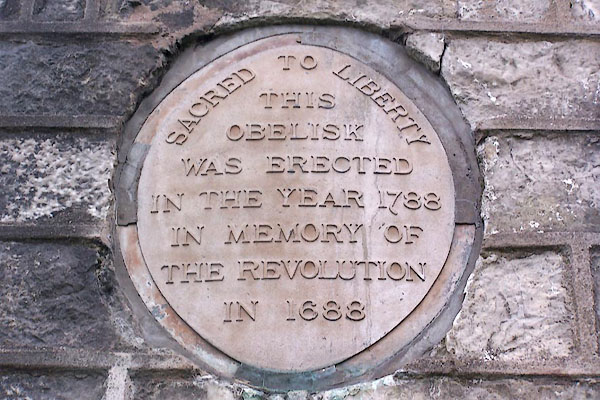 SACRED TO LIBERTY
THIS
OBELISK
WAS ERECTED
IN THE YEAR 1788
IN MEMORY OF
THE REVOLUTION
IN 1688